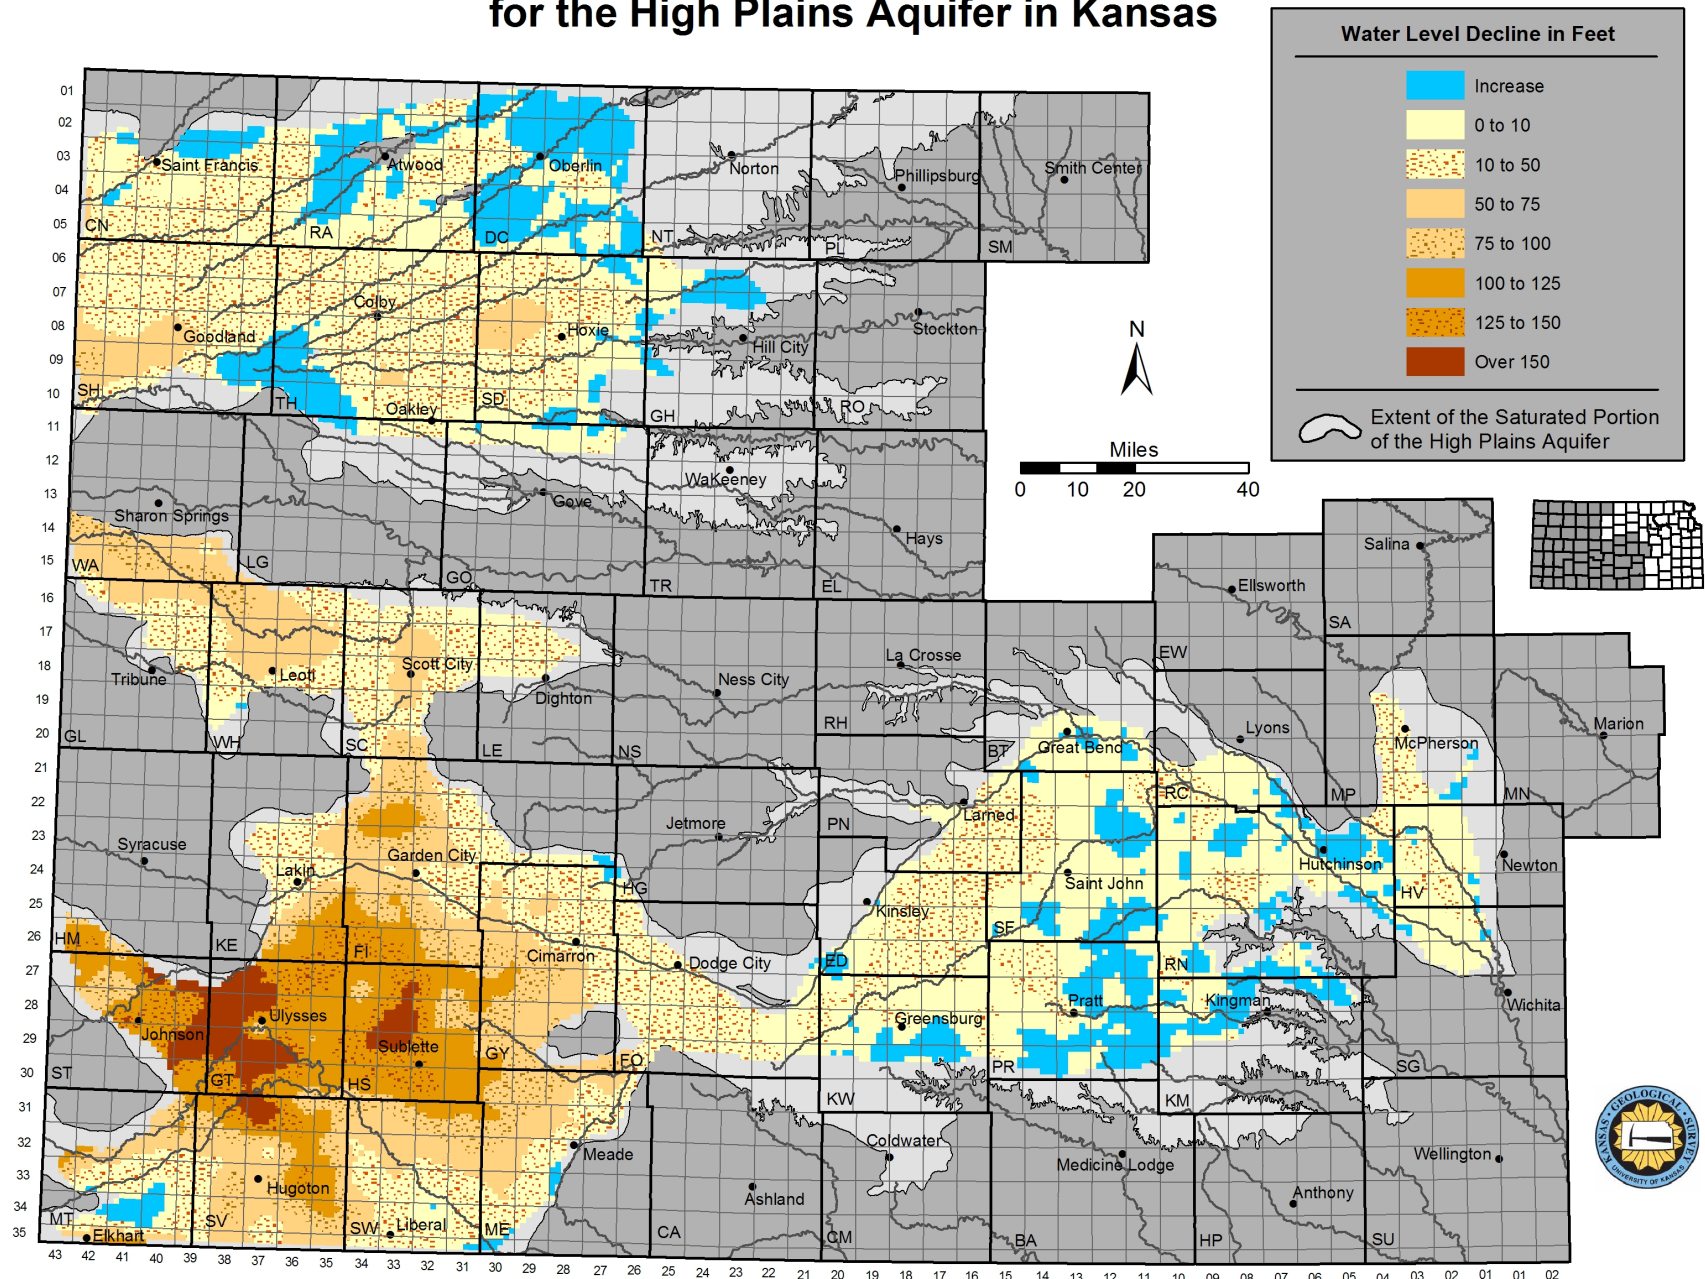 for the High Plains Aquifer in Kansas
Water Level Decline in Feet
Increase
0 to 10
10 to 50
50 to 75
75 to 100
100 to 125
125 to 150
Over 150
Extent of the Saturated Portion
of the High Plains Aquifer
N
Miles
0 10 20 40
01
02
03
04
05
06
07
08
09
10
11
12
13
14
15
16
17
18
19
20
21
22
23
24
25
26
27
28
29
30
31
32
33
34
35
Saint Francis
Atwood
Oberlin
Norton
Phillipsburg
Smith Center
CN
RA
DC
NT
PL
SM
Colby
Goodland
Hoxie
Hill City
Stockton
SH
TH
Oakley
SD
GH
RO
Sharon Springs
Gove
WaKeeney
Hays
Salina
Ellsworth
WA
LG
GO
TR
EL
SA
EW
Tribune
Leoti
Scott City
Dighton
Ness City
La Crosse
Great Bend
Lyons
McPherson
Marion
GL
WH
SC
LE
NS
RH
BT
RC
MP
MN
Syracuse
Lakin
Garden City
Jetmore
PN
Larned
Saint John
Hutchinson
Newton
HG
HV
Kinsley
HM
KE
FI
Cimarron
Dodge City
ED
SF
RN
Johnson
Ulysses
Sublette
Greensburg
Pratt
Kingman
Wichita
ST
GT
HS
GY
FO
KW
PR
KM
SG
Hugoton
Meade
Coldwater
Medicine Lodge
Wellington
Ashland
Anthony
MT
Elkhart
SV
SW
Liberal
ME
CA
CM
BA
HP
SU
43 42 41 40 39 38 37 36 35 34 33 32 31 30 29 28 27 26 25 24 23 22 21 20 19 18 17 16 15 14 13 12 11 10 09 08 07 06 05 04 03 02 01 01 02
KANSAS GEOLOGICAL SURVEY
UNIVERSITY OF KANSAS